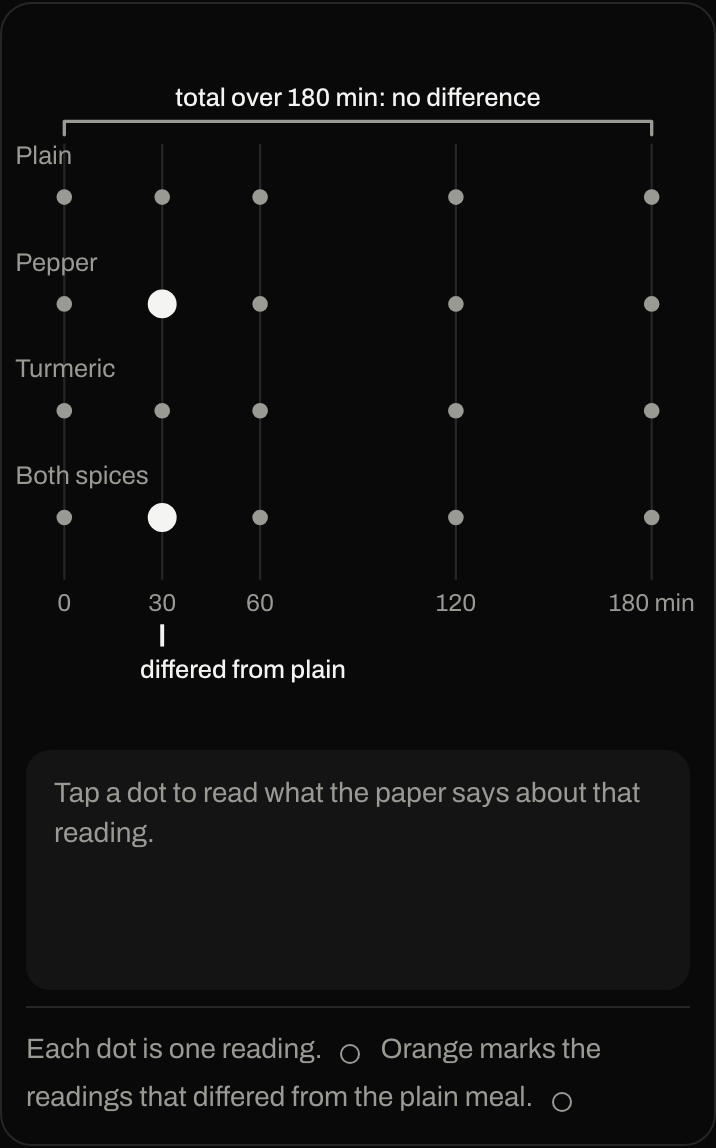 total over 180 min: no difference
Plain
Pepper
Turmeric
Both spices
0 30 60 120 180 min
differed from plain
Tap a dot to read what the paper says about that
reading.
Each dot is one reading. Orange marks the
readings that differed from the plain meal.